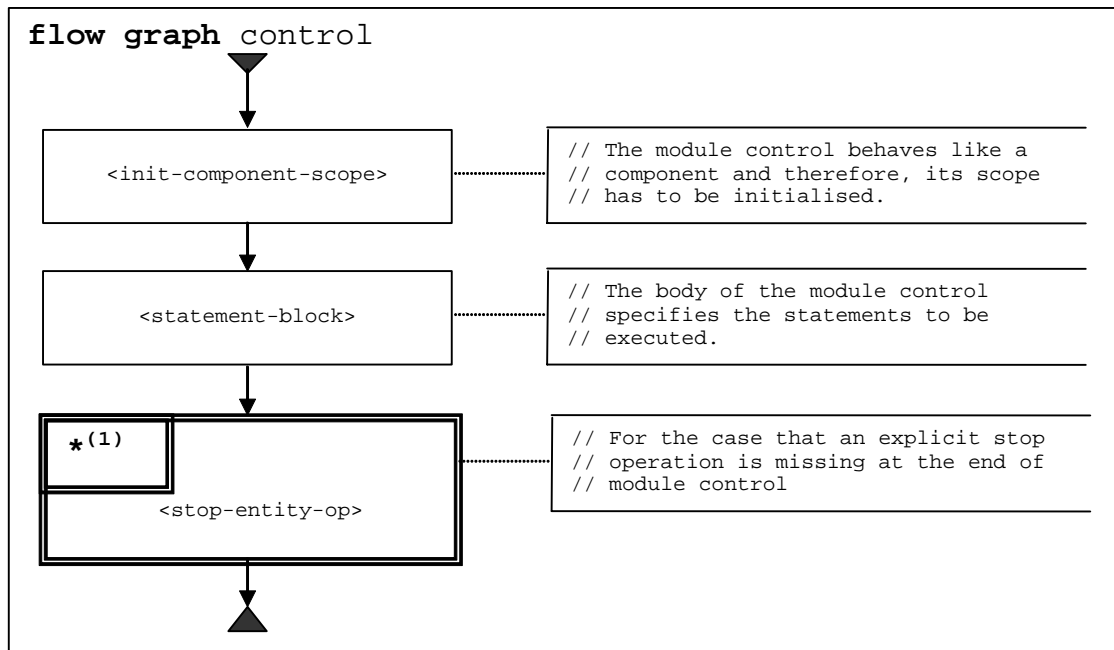 flow graph control
<init-component-scope>
// The module control behaves like a
// component and therefore, its scope
// has to be initialised.
<statement-block>
// The body of the module control
// specifies the statements to be
// executed.
*(1)
<stop-entity-op>
// For the case that an explicit stop
// operation is missing at the end of
// module control